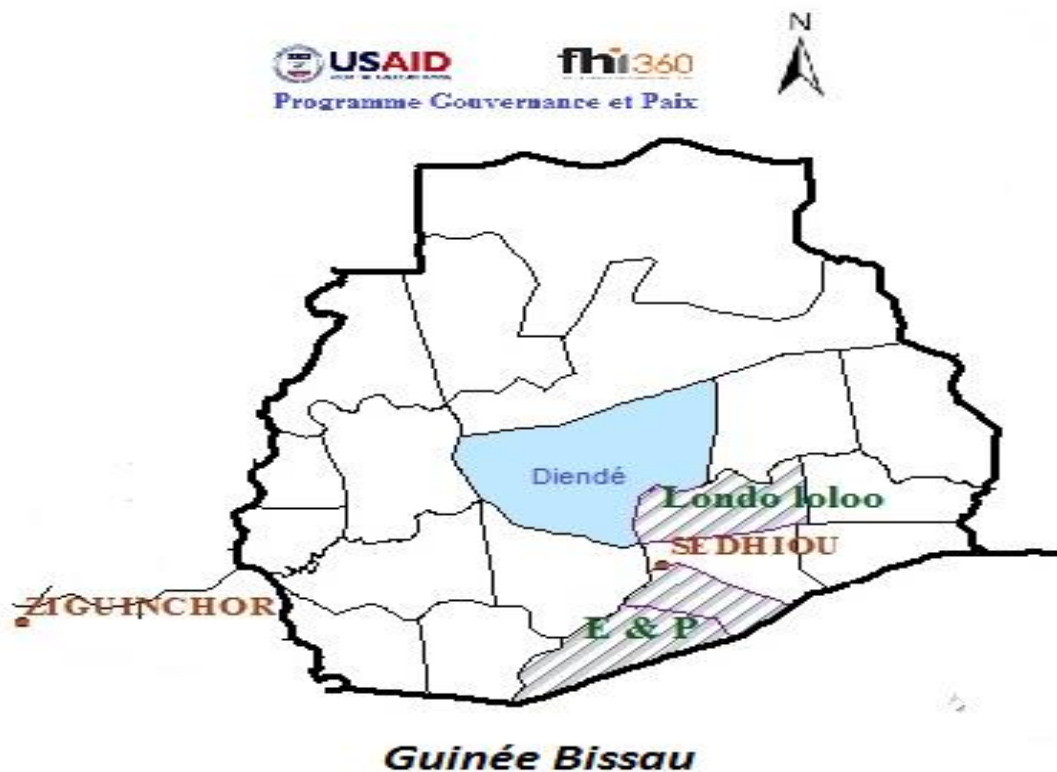 N
USAID
fhi360
Programme Gouvernance et Paix
Diendé
Londo loloo
SEDHIOU
ZIGUINCHOR
E & P
Guinée Bissau